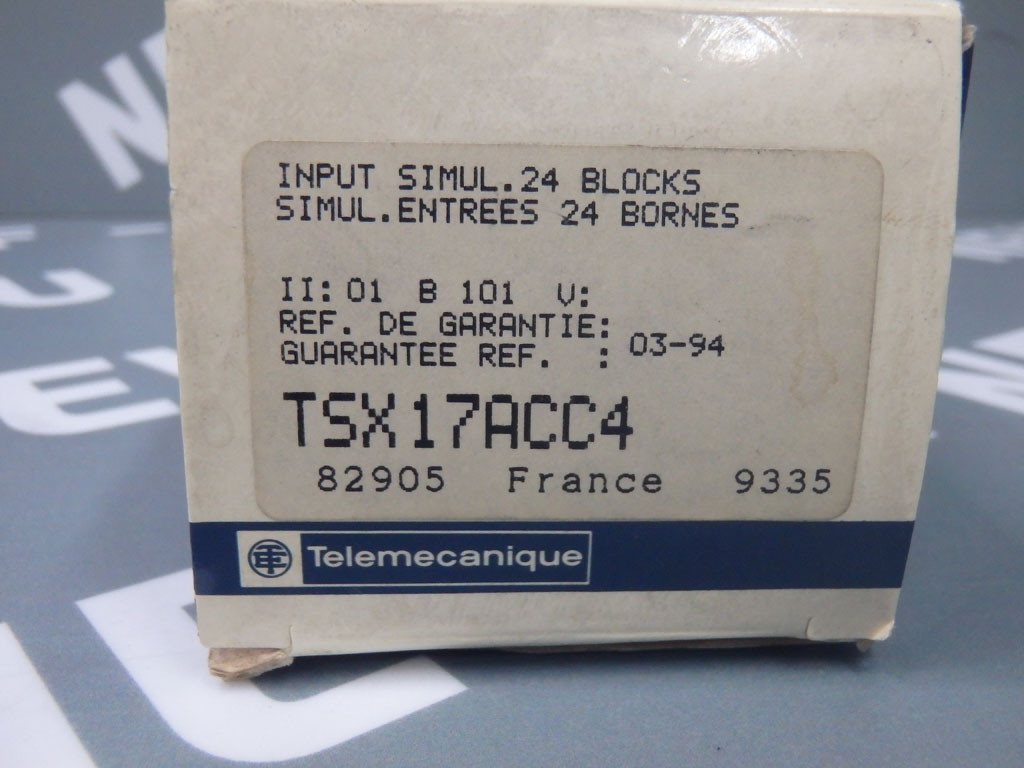 INPUT SIMUL.24 BLOCKS
SIMUL.ENTREES 24 BORNES
II: 01 B 101 V:
REF. DE GARANTIE:
GUARANTEE REF. : 03-94
TSX17ACC4
82905 France 9335
Telemecanique